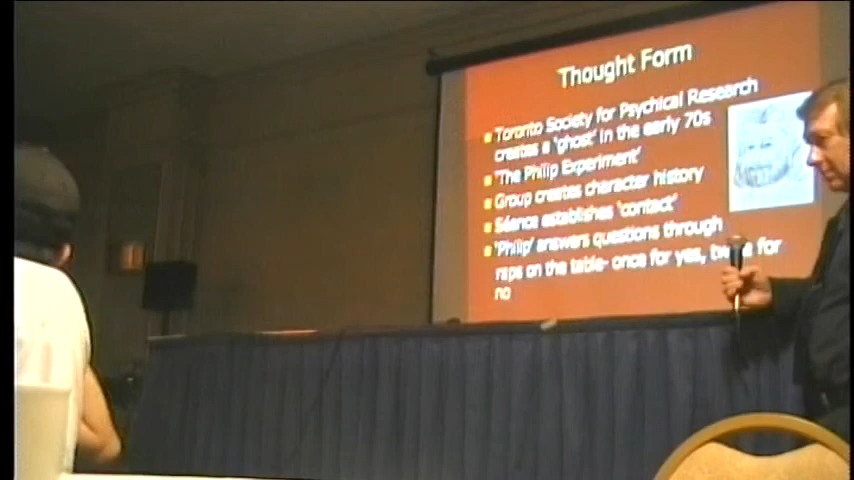 Thought Form
Toronto Society for Psychical Research
creates a 'ghost' in the early 70s
'The Philip Experiment'
Group creates character history
Séance establishes 'contact'
'Philip' answers questions through
raps on the table- once for yes, for
no